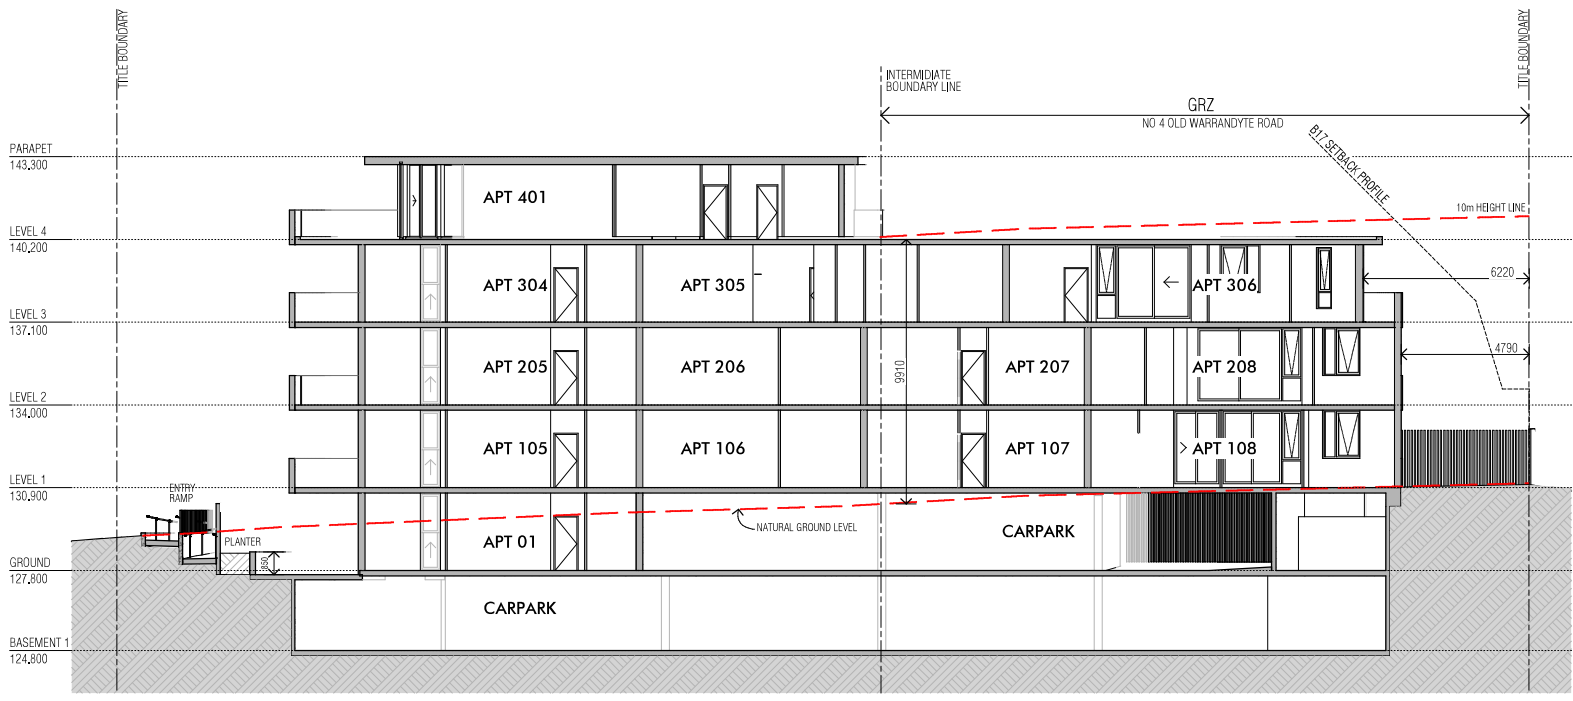 TITLE BOUNDARY
INTERMIDIATE
BOUNDARY LINE
TITLE BOUNDARY
GRZ
NO 4 OLD WARRANDYTE ROAD
B17 SETBACK PROFILE
PARAPET
143,300
APT 401
10m HEIGHT LINE
LEVEL 4
140,200
APT 304
APT 305
APT 306
6220
LEVEL 3
137,100
APT 205
APT 206
9910
APT 207
APT 208
4790
LEVEL 2
134,000
APT 105
APT 106
APT 107
APT 108
LEVEL 1
130,900
ENTRY
RAMP
NATURAL GROUND LEVEL
CARPARK
PLANTER
APT 01
850
GROUND
127,800
CARPARK
BASEMENT 1
124,800